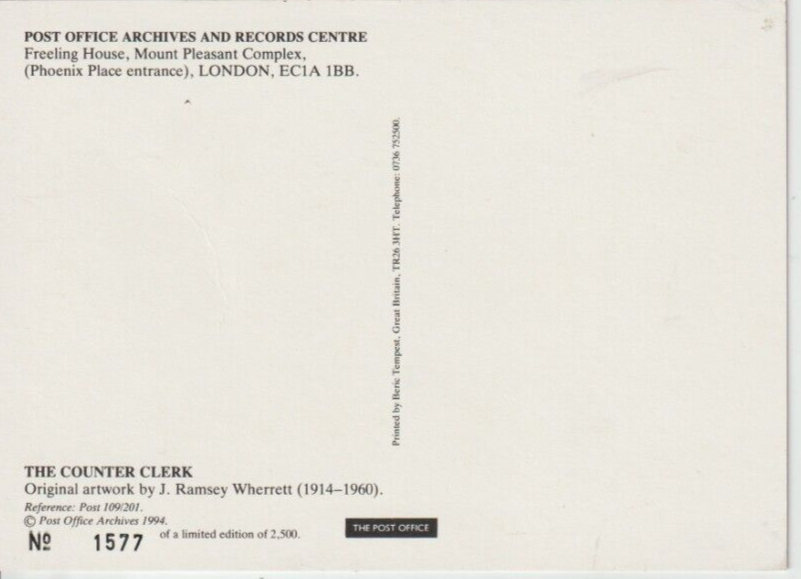 POST OFFICE ARCHIVES AND RECORDS CENTRE
Freeling House, Mount Pleasant Complex,
(Phoenix Place entrance), LONDON, EC1A 1BB.
Printed by Beric Tempest, Great Britain, TR26 3HT. Telephone: 0736 752500.
THE COUNTER CLERK
Original artwork by J. Ramsey Wherrett (1914–1960).
Reference: Post 109/201.
© Post Office Archives 1994.
Nº 1577 of a limited edition of 2,500.
THE POST OFFICE